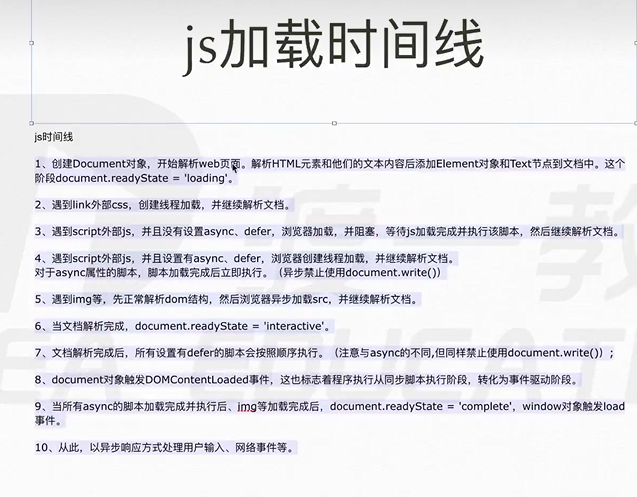 js加载时间线
js时间线
1、创建Document对象，开始解析web页面。解析HTML元素和他们的文本内容后添加Element对象和Text节点到文档中。这个
阶段document.readyState = 'loading'。
2、遇到link外部css，创建线程加载，并继续解析文档。
3、遇到script外部js，并且没有设置async、defer，浏览器加载，并阻塞，等待js加载完成并执行该脚本，然后继续解析文档。
4、遇到script外部js，并且设置有async、defer，浏览器创建线程加载，并继续解析文档。
对于async属性的脚本，脚本加载完成后立即执行。（异步禁止使用document.write()）
5、遇到img等，先正常解析dom结构，然后浏览器异步加载src，并继续解析文档。
6、当文档解析完成，document.readyState = 'interactive'。
7、文档解析完成后，所有设置有defer的脚本会按照顺序执行。（注意与async的不同,但同样禁止使用document.write()）;
8、document对象触发DOMContentLoaded事件，这也标志着程序执行从同步脚本执行阶段，转化为事件驱动阶段。
9、当所有async的脚本加载完成并执行后、img等加载完成后，document.readyState = 'complete'，window对象触发load
事件。
10、从此，以异步响应方式处理用户输入、网络事件等。